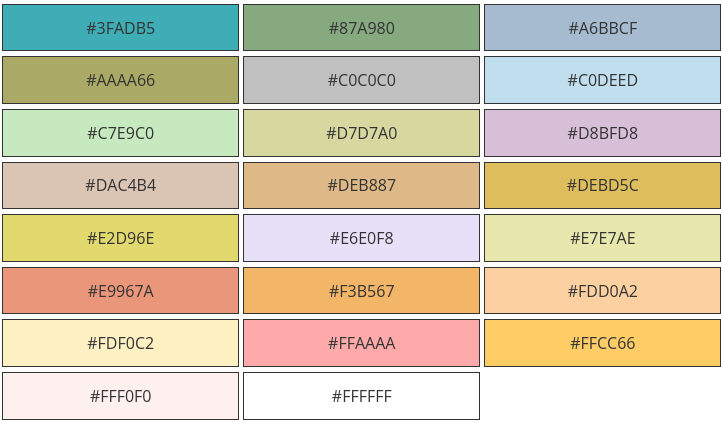 #3FADB5
#87A980
#A6BBCF
#AAAA66
#C0C0C0
#C0DEED
#C7E9C0
#D7D7A0
#D8BFD8
#DAC4B4
#DEB887
#DEBD5C
#E2D96E
#E6E0F8
#E7E7AE
#E9967A
#F3B567
#FDD0A2
#FDF0C2
#FFAAAA
#FFCC66
#FFF0F0
#FFFFFF